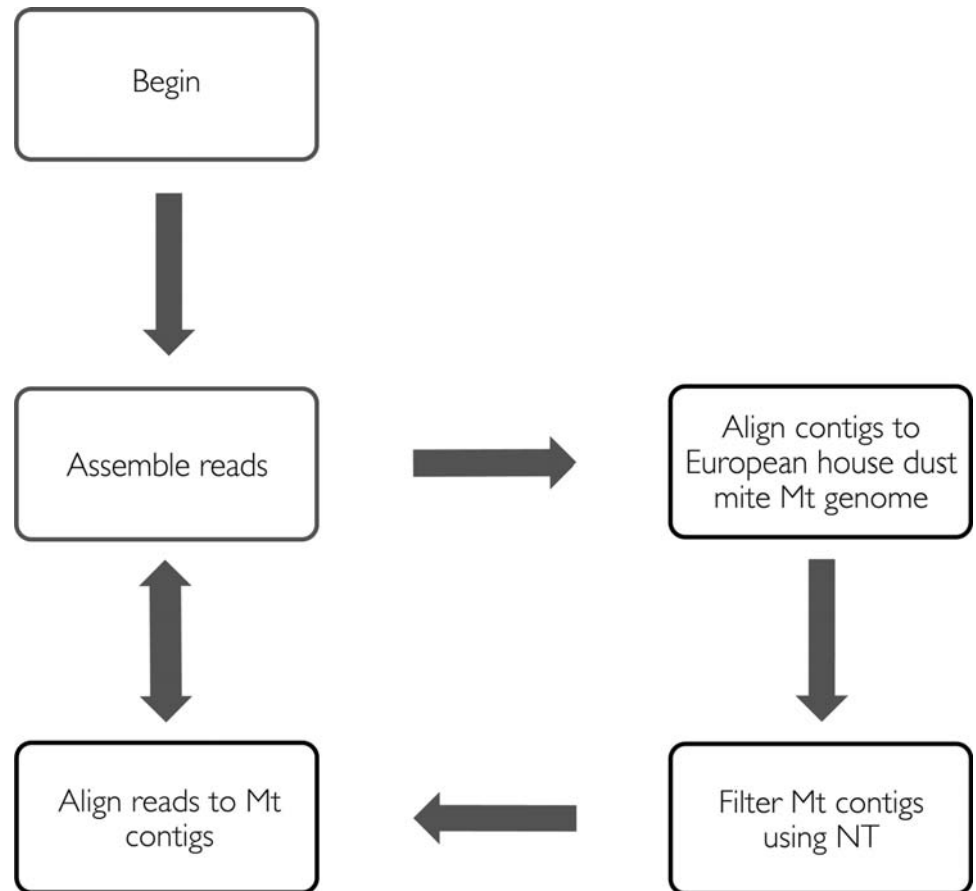 Begin
Assemble reads
Align contigs to
European house dust
mite Mt genome
Align reads to Mt
contigs
Filter Mt contigs
using NT